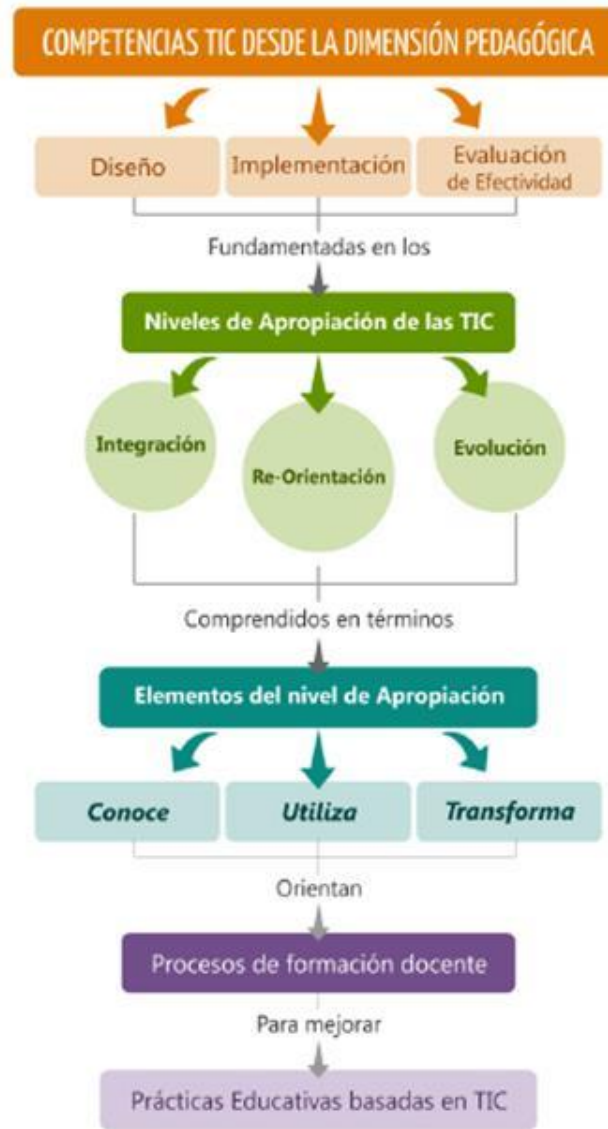 COMPETENCIAS TIC DESDE LA DIMENSIÓN PEDAGÓGICA
Diseño
Implementación
Evaluación
de Efectividad
Fundamentadas en los
Niveles de Apropiación de las TIC
Integración
Re-Orientación
Evolución
Comprendidos en términos
Elementos del nivel de Apropiación
Conoce
Utiliza
Transforma
Orientan
Procesos de formación docente
Para mejorar
Prácticas Educativas basadas en TIC